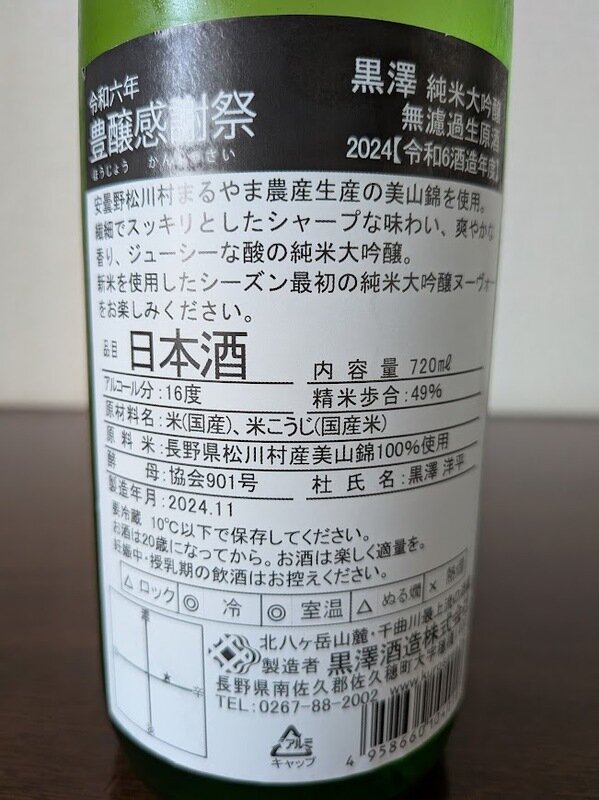 令和六年
豊醸感謝祭
ほうじょう かんしゃさい
黒澤 純米大吟醸
無濾過生原酒
2024【令和6酒造年度】
安曇野松川村まるやま農産生産の美山錦を使用。
繊細でスッキリとしたシャープな味わい、爽やかな
香り、ジューシーな酸の純米大吟醸。
新米を使用したシーズン最初の純米大吟醸ヌーヴォー
をお楽しみください。
品目 日本酒
内容量 720ml
アルコール分:16度
精米歩合:49%
原材料名:米(国産)、米こうじ(国産米)
原料米:長野県松川村産美山錦100%使用
酵母:協会901号
杜氏名:黒澤 洋平
製造年月:2024.11
要冷蔵 10℃以下で保存してください。
お酒は20歳になってから。お酒は楽しく適量を。
妊娠中・授乳期の飲酒はお控えください。
△ ロック ◎ 冷 ◎ 室温 △ ぬる燗 × 熱燗
濃
辛
北八ヶ岳山麓・千曲川最上流の
製造者 黒澤酒造株式会社
長野県南佐久郡佐久穂町大字穂積
TEL:0267-88-2002
アルミ
キャップ
4 958660